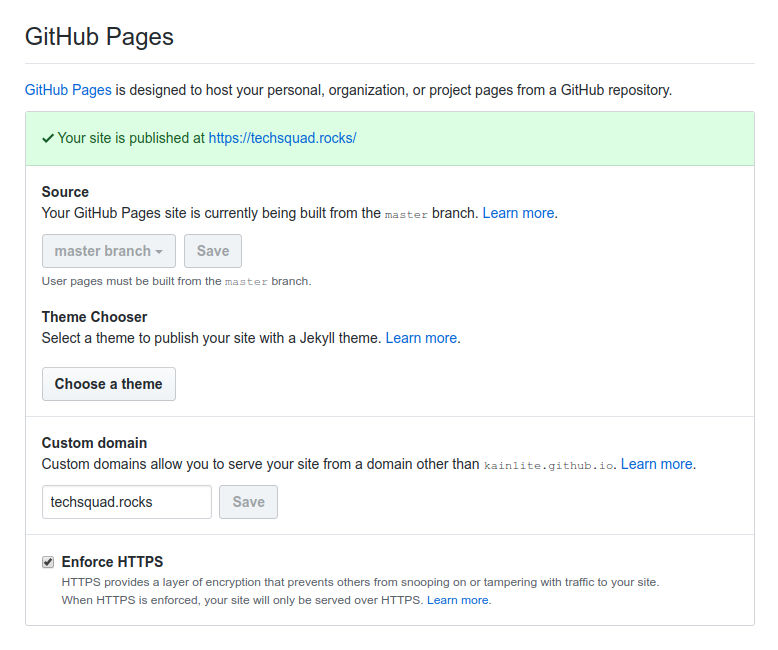 GitHub Pages
GitHub Pages is designed to host your personal, organization, or project pages from a GitHub repository.
✓ Your site is published at https://techsquad.rocks/
Source
Your GitHub Pages site is currently being built from the master branch. Learn more.
master branch Save
User pages must be built from the master branch.
Theme Chooser
Select a theme to publish your site with a Jekyll theme. Learn more.
Choose a theme
Custom domain
Custom domains allow you to serve your site from a domain other than kainlite.github.io. Learn more.
techsquad.rocks Save
Enforce HTTPS
HTTPS provides a layer of encryption that prevents others from snooping on or tampering with traffic to your site.
When HTTPS is enforced, your site will only be served over HTTPS. Learn more.